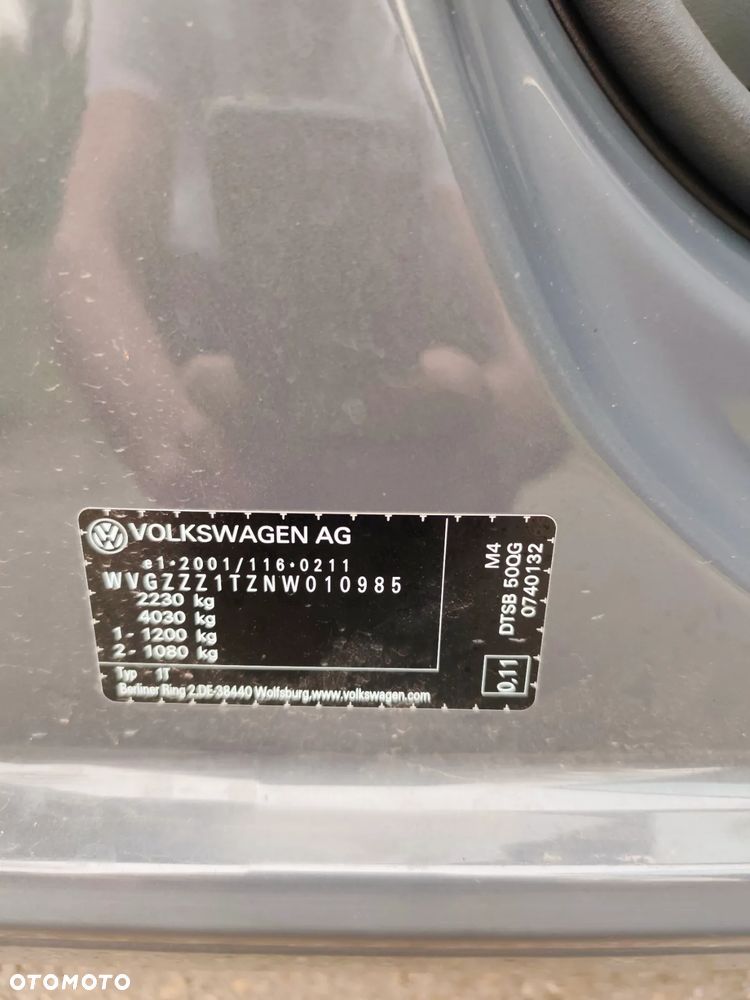 VOLKSWAGEN AG
e1*2001/116*0211
WVGZZZ1TZNW010985
2230 kg
4030 kg
1 - 1200 kg
2 - 1080 kg
Typ 1T
Berliner Ring 2,DE-38440 Wolfsburg,www.volkswagen.com
M4
DTSB 50QG
0740132
0.11
OTOMOTO